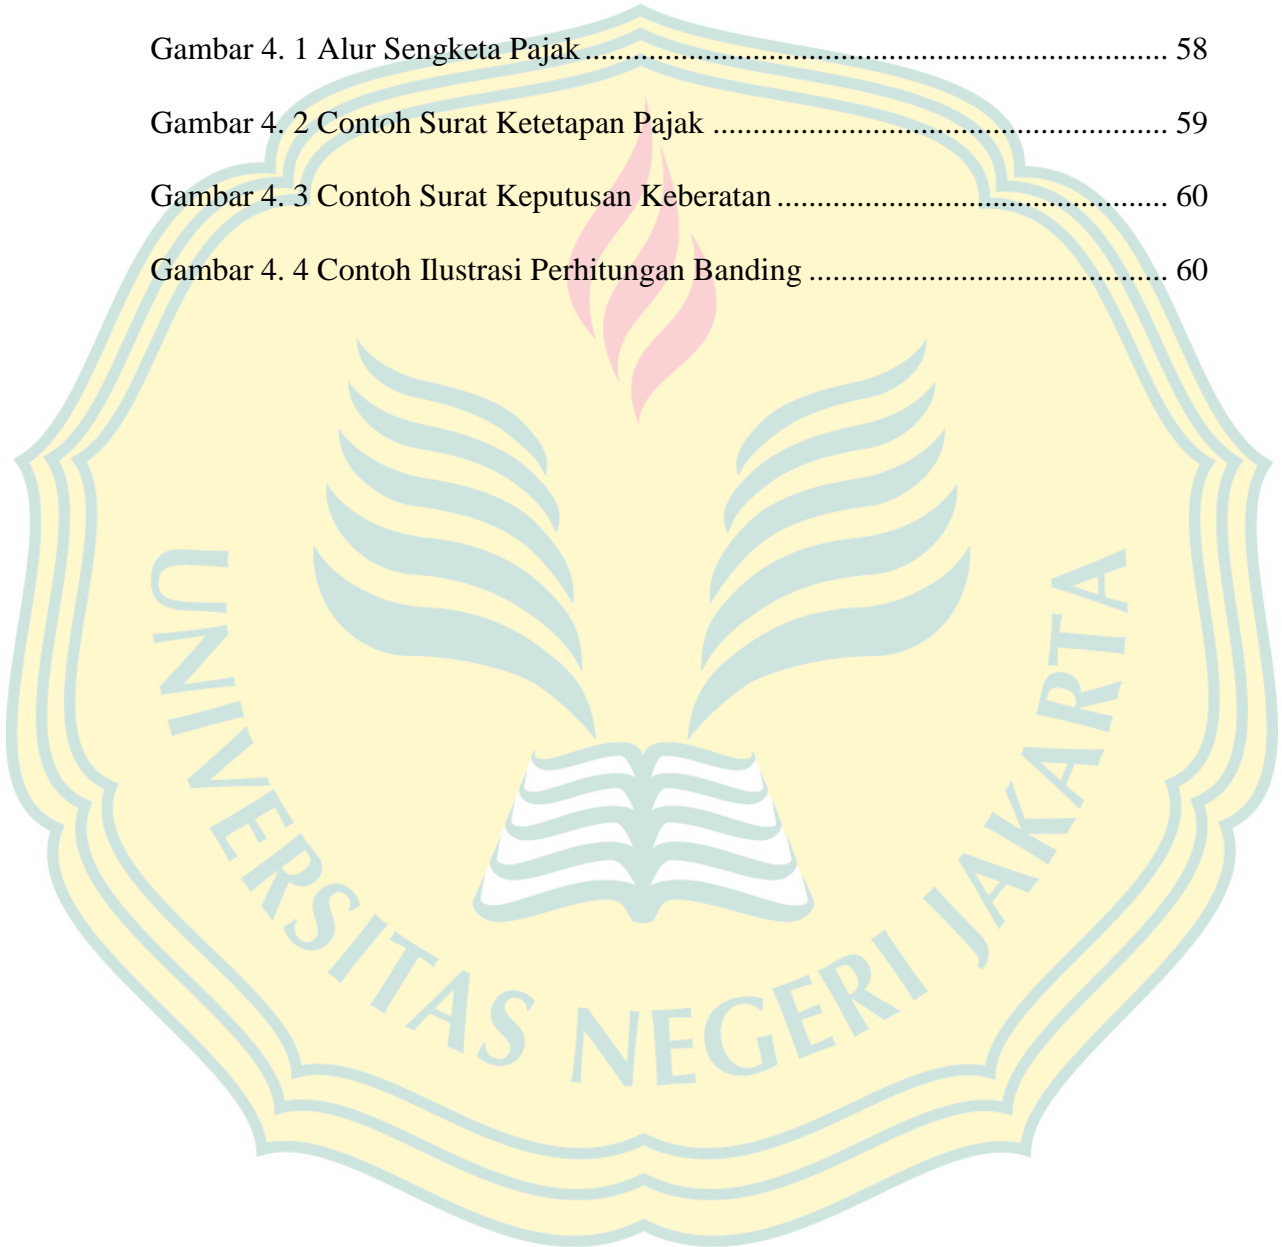 Gambar 4. 1 Alur Sengketa Pajak ........................................................................ 58
Gambar 4. 2 Contoh Surat Ketetapan Pajak ........................................................ 59
Gambar 4. 3 Contoh Surat Keputusan Keberatan ................................................ 60
Gambar 4. 4 Contoh Ilustrasi Perhitungan Banding ............................................ 60
UNIVERSITAS NEGERI JAKARTA